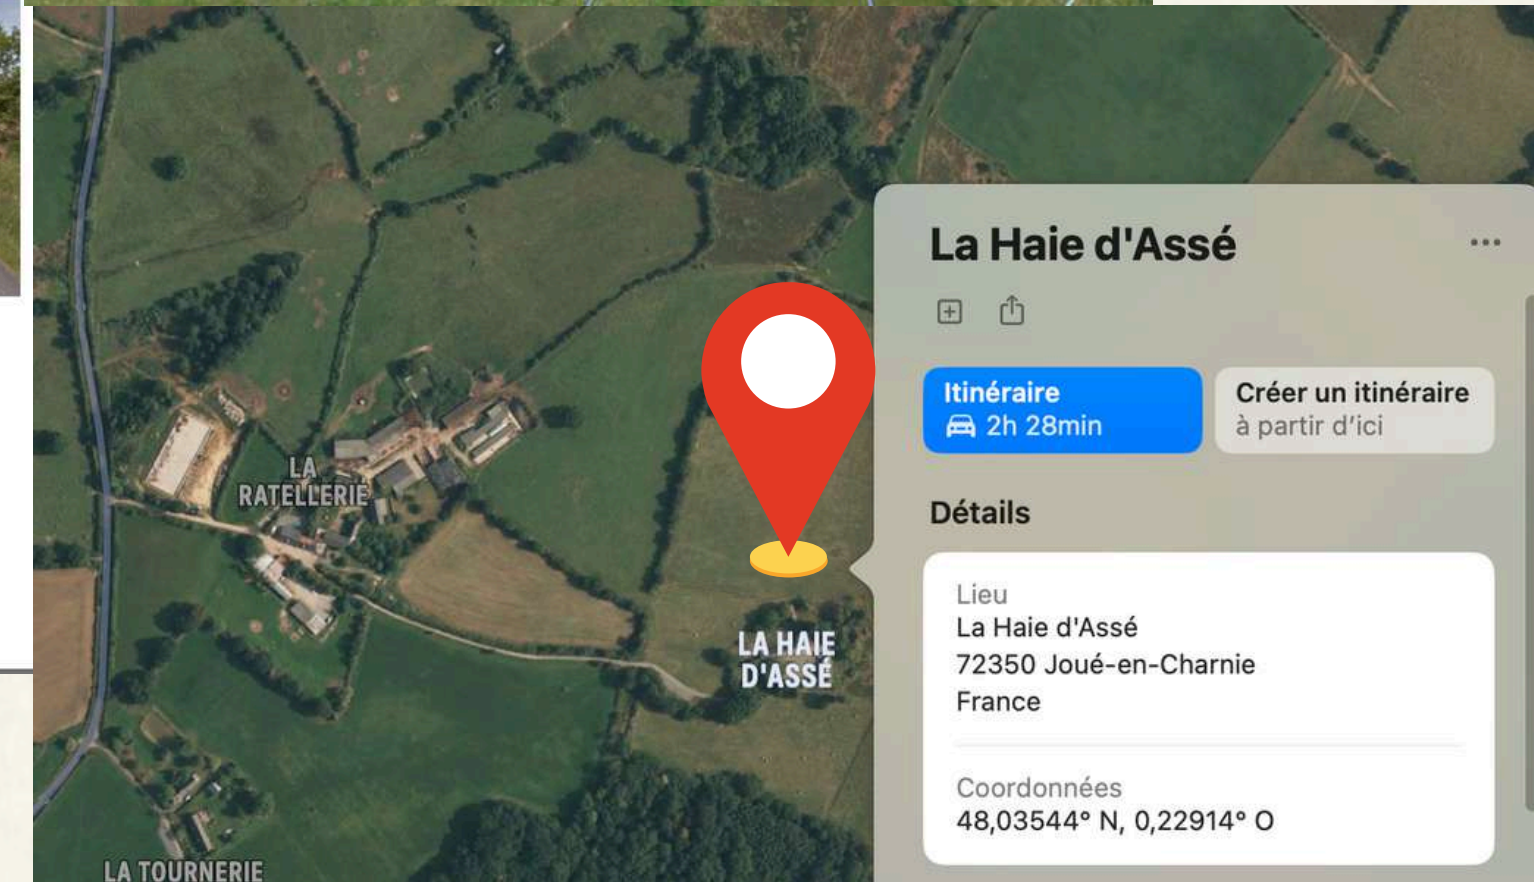 LA
RATELLERIE
LA HAIE
D'ASSÉ
LA TOURNERIE
La Haie d'Assé
Itinéraire
2h 28min
Créer un itinéraire
à partir d'ici
Détails
Lieu
La Haie d'Assé
72350 Joué-en-Charnie
France
Coordonnées
48,03544° N, 0,22914° O